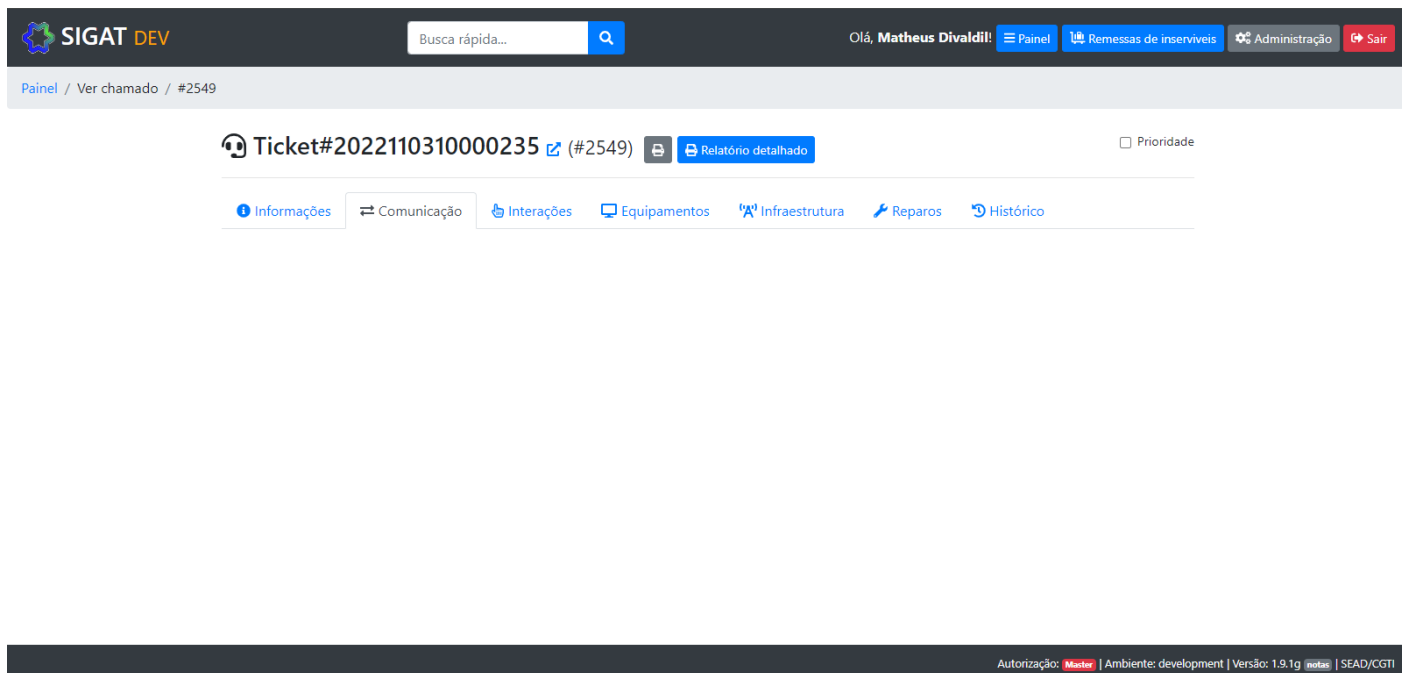 SIGAT DEV
Busca rápida...
Olá, Matheus Divaldil! Painel Remessas de inserviveis Administração Sair
Painel / Ver chamado / #2549
Ticket#2022110310000235 (#2549) Relatório detalhado
Prioridade
Informações Comunicação Interações Equipamentos Infraestrutura Reparos Histórico
Autorização: Master | Ambiente: development | Versão: 1.9.1g notas | SEAD/CGTI